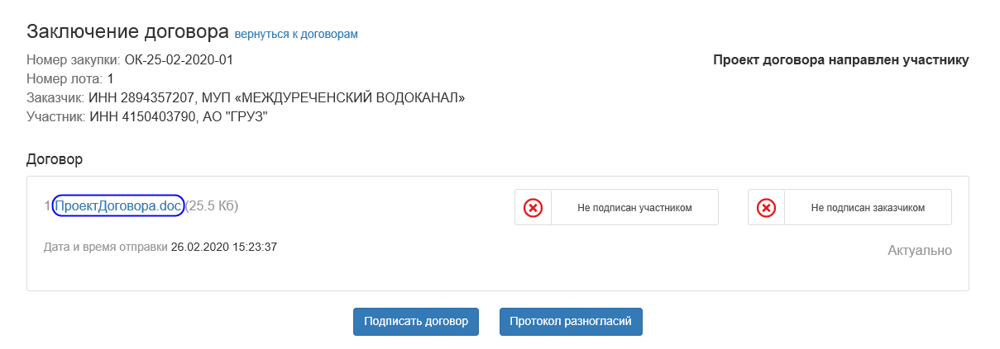 Заключение договора вернуться к договорам
Номер закупки: ОК-25-02-2020-01
Проект договора направлен участнику
Номер лота: 1
Заказчик: ИНН 2894357207, МУП «МЕЖДУРЕЧЕНСКИЙ ВОДОКАНАЛ»
Участник: ИНН 4150403790, АО "ГРУЗ"
Договор
1 ПроектДоговора.doc (25.5 Кб)
Не подписан участником
Не подписан заказчиком
Дата и время отправки 26.02.2020 15:23:37
Актуально
Подписать договор
Протокол разногласий